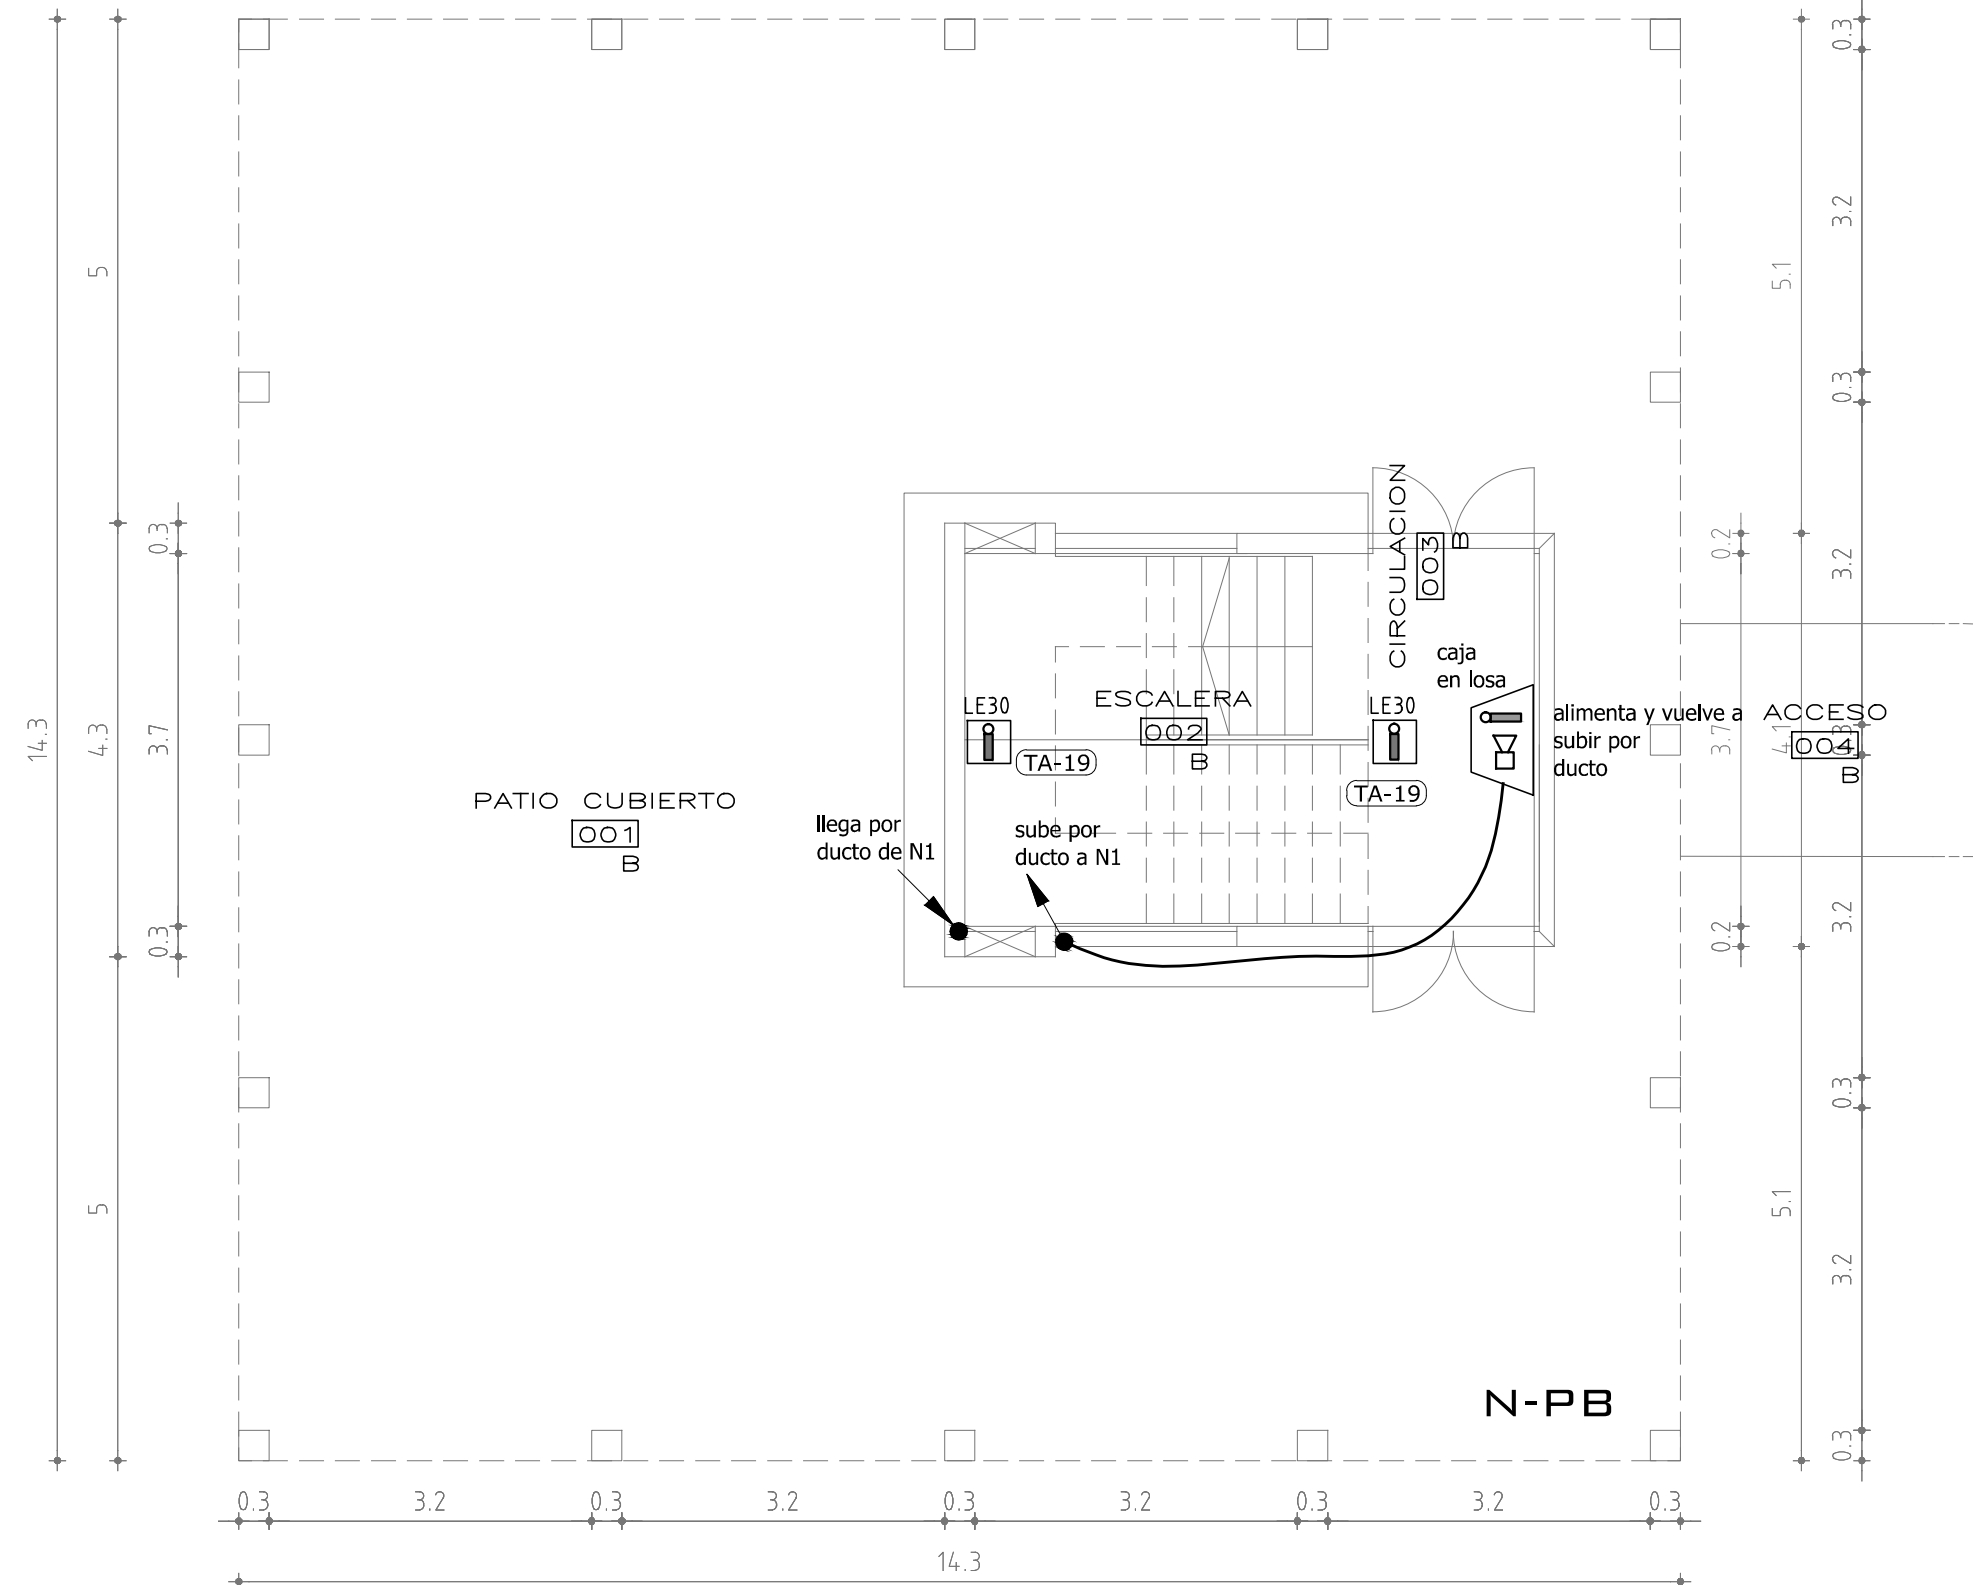 0.3
5
3.2
5.1
0.3
CIRCULACION
003
B
0.3
0.2
3.2
caja
en losa
LE30
ESCALERA
002
B
LE30
TA-19
TA-19
alimenta y vuelve a
subir por
ducto
ACCESO
004
B
14.3
4.3
3.7
3.7
PATIO CUBIERTO
001
B
llega por
ducto de N1
sube por
ducto a N1
0.3
0.2
3.2
0.3
5
5.1
3.2
N-PB
0.3
0.3
3.2
0.3
3.2
0.3
3.2
0.3
3.2
0.3
14.3